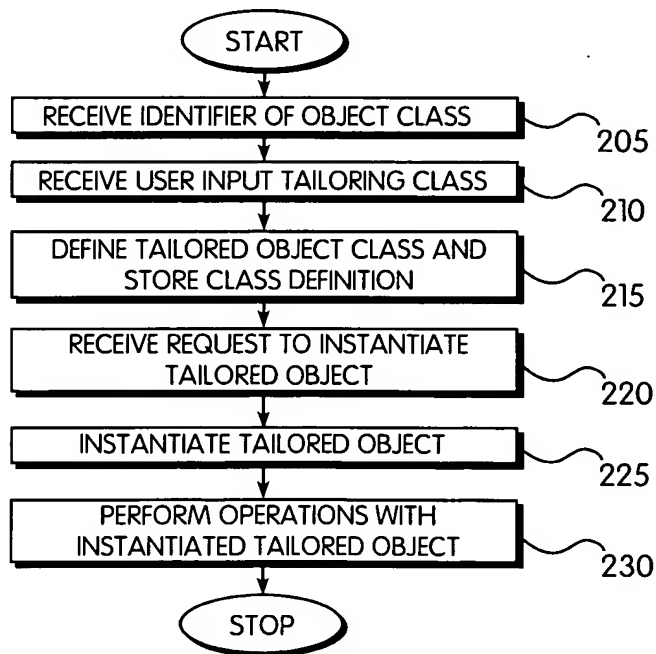 START
RECEIVE IDENTIFIER OF OBJECT CLASS
205
RECEIVE USER INPUT TAILORING CLASS
210
DEFINE TAILORED OBJECT CLASS AND
STORE CLASS DEFINITION
215
RECEIVE REQUEST TO INSTANTIATE
TAILORED OBJECT
220
INSTANTIATE TAILORED OBJECT
225
PERFORM OPERATIONS WITH
INSTANTIATED TAILORED OBJECT
230
STOP